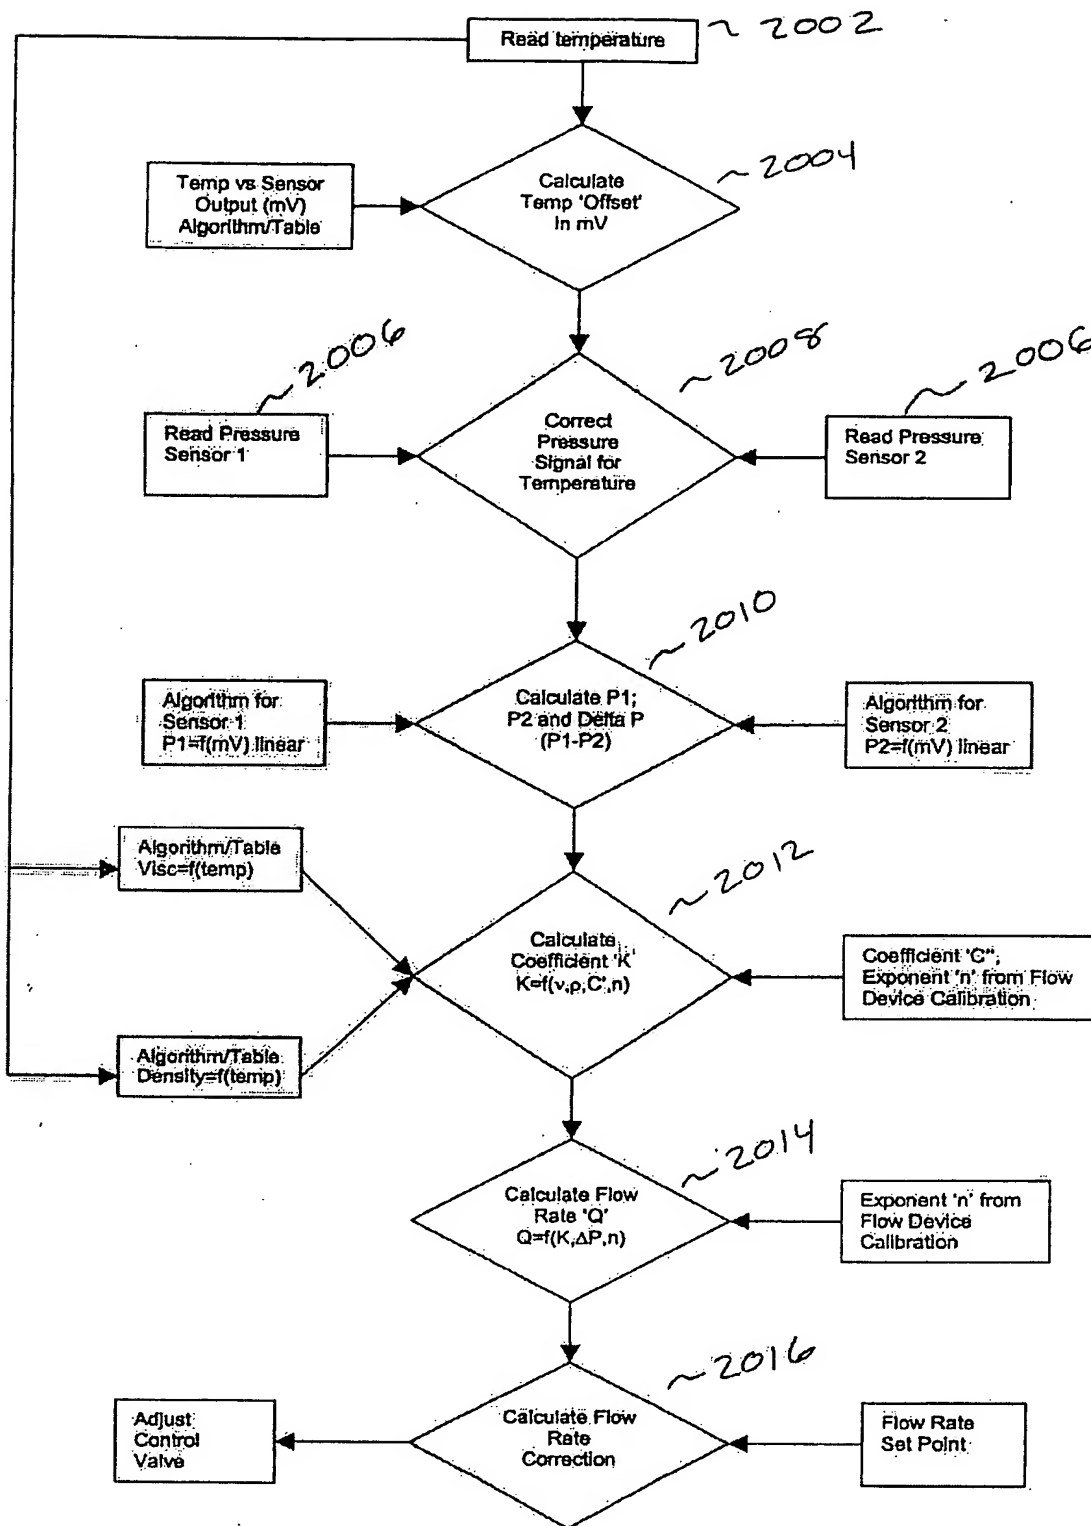 Read temperature
~ 2002
Calculate
Temp 'Offset'
In mV
~2004
Temp vs Sensor
Output (mV)
Algorithm/Table
~2006
~2008
~2006
Read Pressure
Sensor 1
Correct
Pressure
Signal for
Temperature
Read Pressure
Sensor 2
~2010
Algorithm for
Sensor 1
P1=f(mV) linear
Calculate P1;
P2 and Delta P
(P1-P2)
Algorithm for
Sensor 2
P2=f(mV) linear
Algorithm/Table
Visc=f(temp)
~2012
Calculate
Coefficient 'K'
K=f(ν,ρ,C',n)
Coefficient 'C'';
Exponent 'n' from Flow
Device Calibration
Algorithm/Table
Density=f(temp)
~2014
Calculate Flow
Rate 'Q'
Q=f(K,ΔP,n)
Exponent 'n' from
Flow Device
Calibration
~2016
Adjust
Control
Valve
Calculate Flow
Rate
Correction
Flow Rate
Set Point